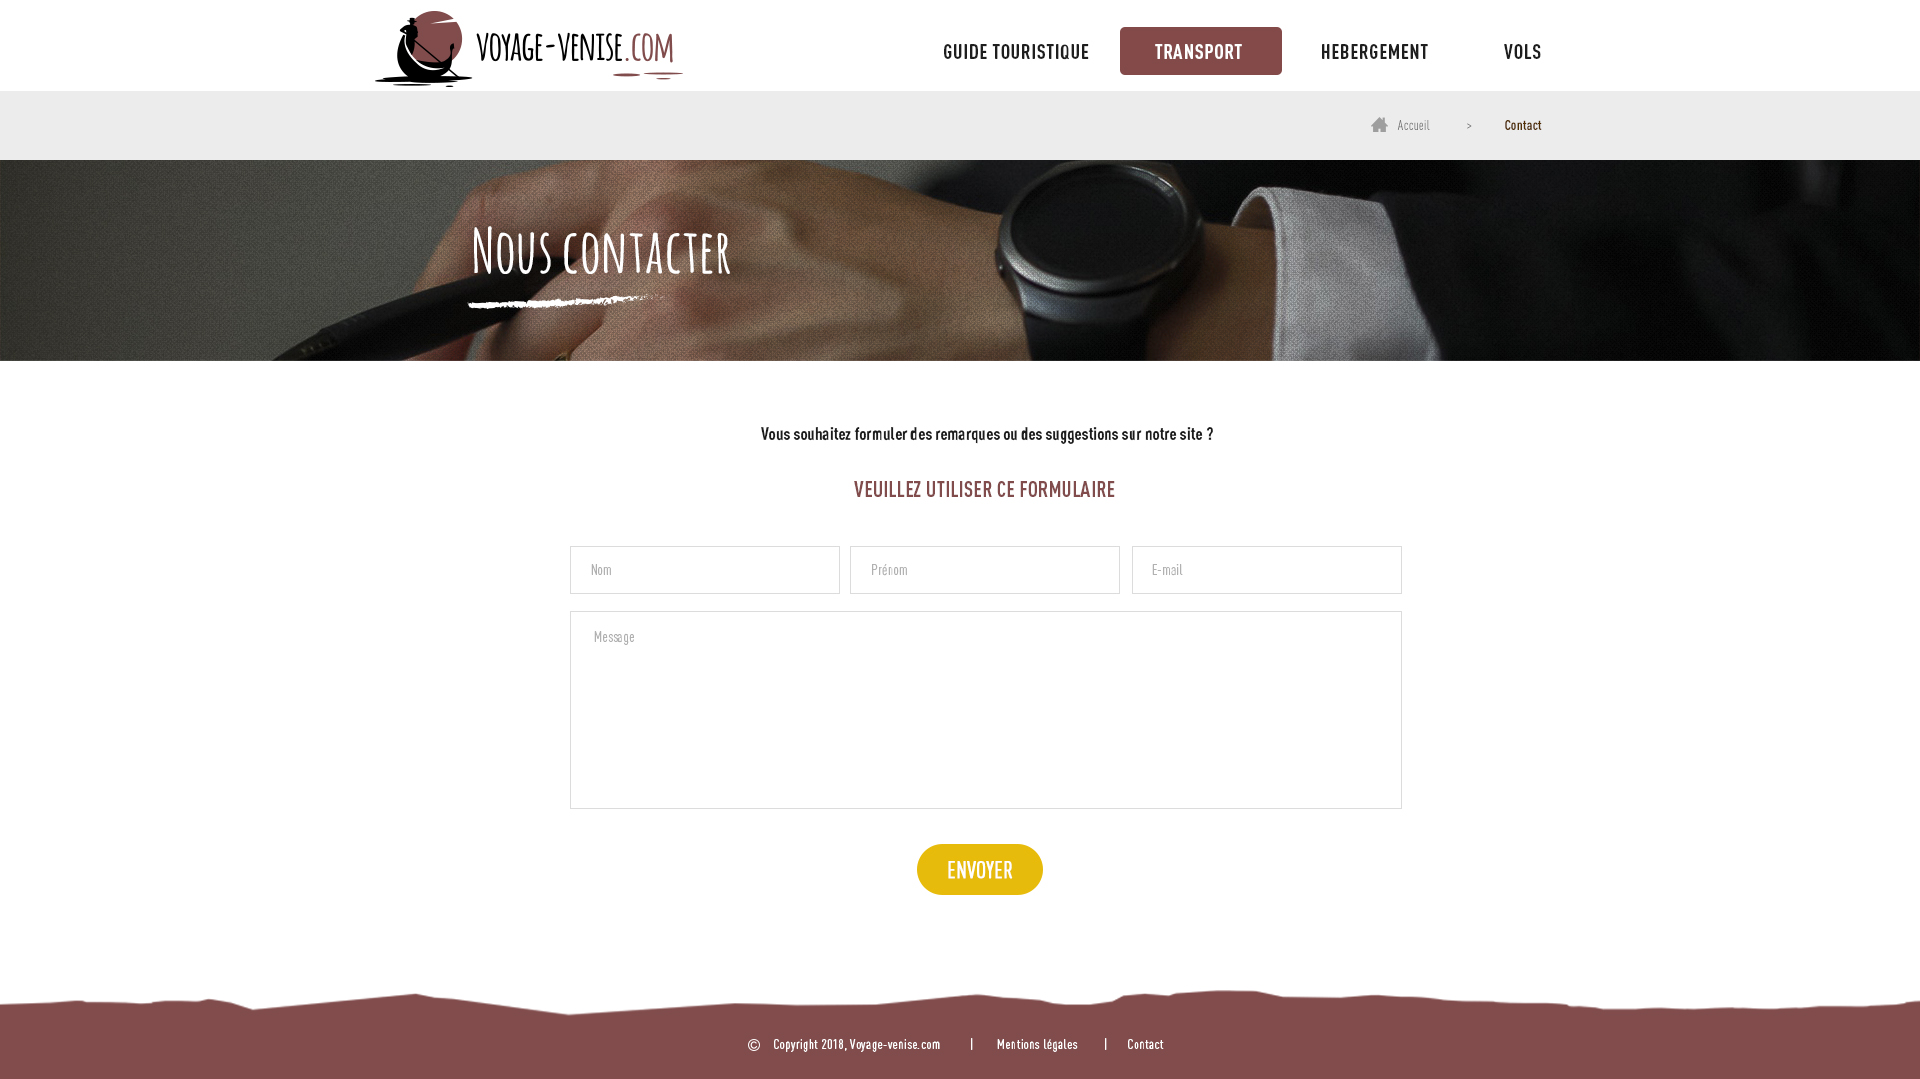 VOYAGE-VENISE.COM
GUIDE TOURISTIQUE
TRANSPORT
HEBERGEMENT
VOLS
Accueil > Contact
NOUS CONTACTER
Vous souhaitez formuler des remarques ou des suggestions sur notre site ?
VEUILLEZ UTILISER CE FORMULAIRE
Nom
Prénom
E-mail
Message
ENVOYER
© Copyright 2018, Voyage-venise.com | Mentions légales | Contact